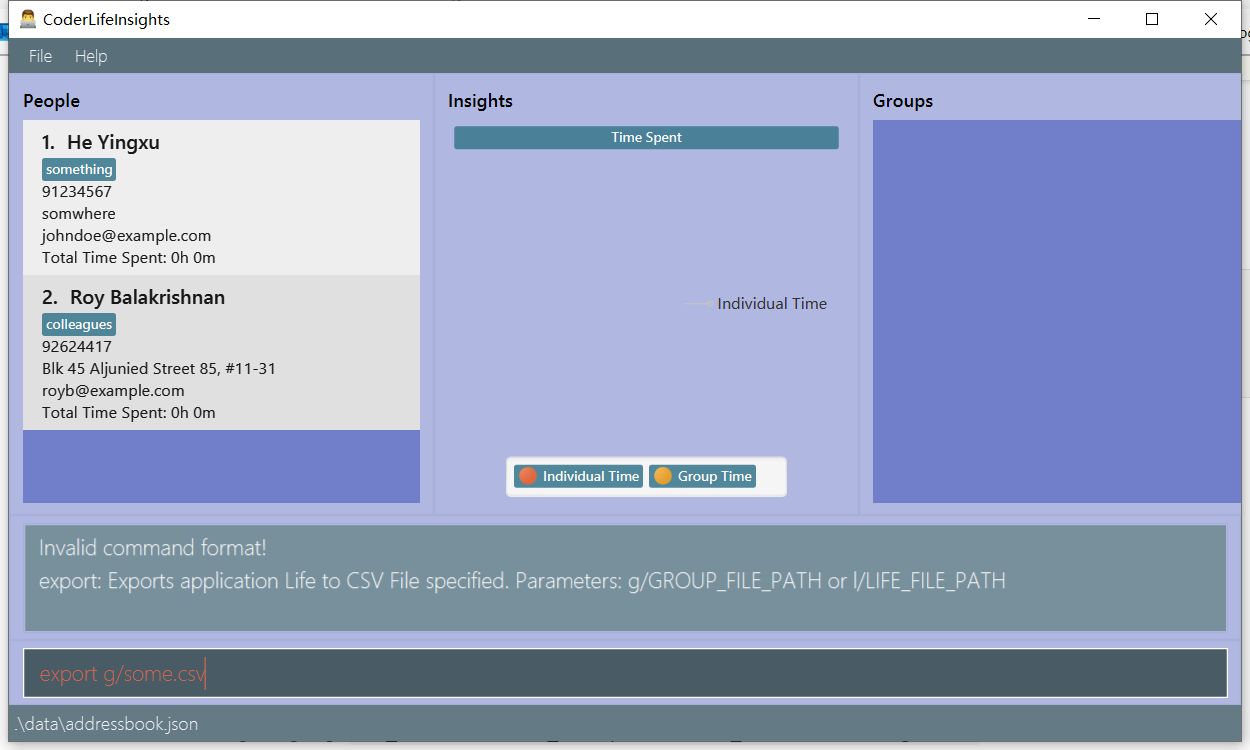 CoderLifeInsights
File Help
People
1. He Yingxu
something
91234567
somwhere
johndoe@example.com
Total Time Spent: 0h 0m
2. Roy Balakrishnan
colleagues
92624417
Blk 45 Aljunied Street 85, #11-31
royb@example.com
Total Time Spent: 0h 0m
Insights
Time Spent
Individual Time
Individual Time Group Time
Groups
Invalid command format!
export: Exports application Life to CSV File specified. Parameters: g/GROUP_FILE_PATH or l/LIFE_FILE_PATH
export g/some.csv
.\data\addressbook.json